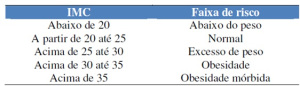 IMC Faixa de risco
Abaixo de 20 Abaixo do peso
A partir de 20 até 25 Normal
Acima de 25 até 30 Excesso de peso
Acima de 30 até 35 Obesidade
Acima de 35 Obesidade mórbida